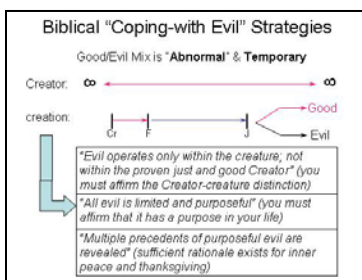 Biblical "Coping-with Evil" Strategies
Good/Evil Mix is "Abnormal" & Temporary
Creator: ∞ ∞
Good
creation:
Cr F J
Evil
"Evil operates only within the creature; not
within the proven just and good Creator" (you
must affirm the Creator-creature distinction)
"All evil is limited and purposeful" (you must
affirm that it has a purpose in your life)
"Multiple precedents of purposeful evil are
revealed" (sufficient rationale exists for inner
peace and thanksgiving)